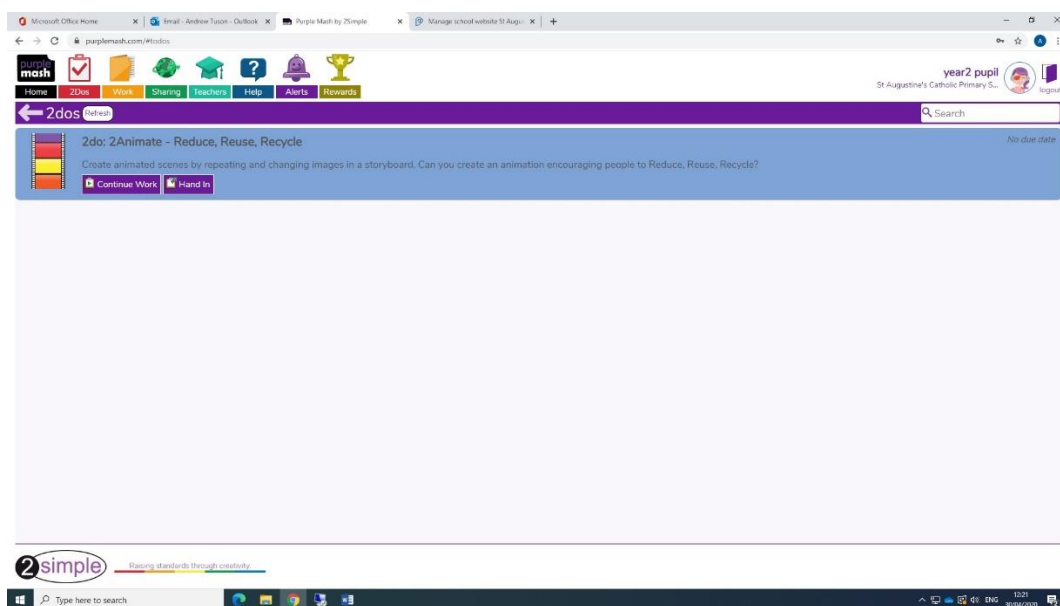 Microsoft Office Home
Email - Andrew Tuson - Outlook
Purple Mash by 2Simple
Manage school website St Augu
purplemash.com/#todos
purple
mash
Home 2Dos Work Sharing Teachers Help Alerts Rewards
year2 pupil
St Augustine's Catholic Primary S...
logout
2dos Refresh
Search
2do: 2Animate - Reduce, Reuse, Recycle
No due date
Create animated scenes by repeating and changing images in a storyboard. Can you create an animation encouraging people to Reduce, Reuse, Recycle?
Continue Work Hand In
2simple Raising standards through creativity
Type here to search
ENG
12:21
30/04/2020